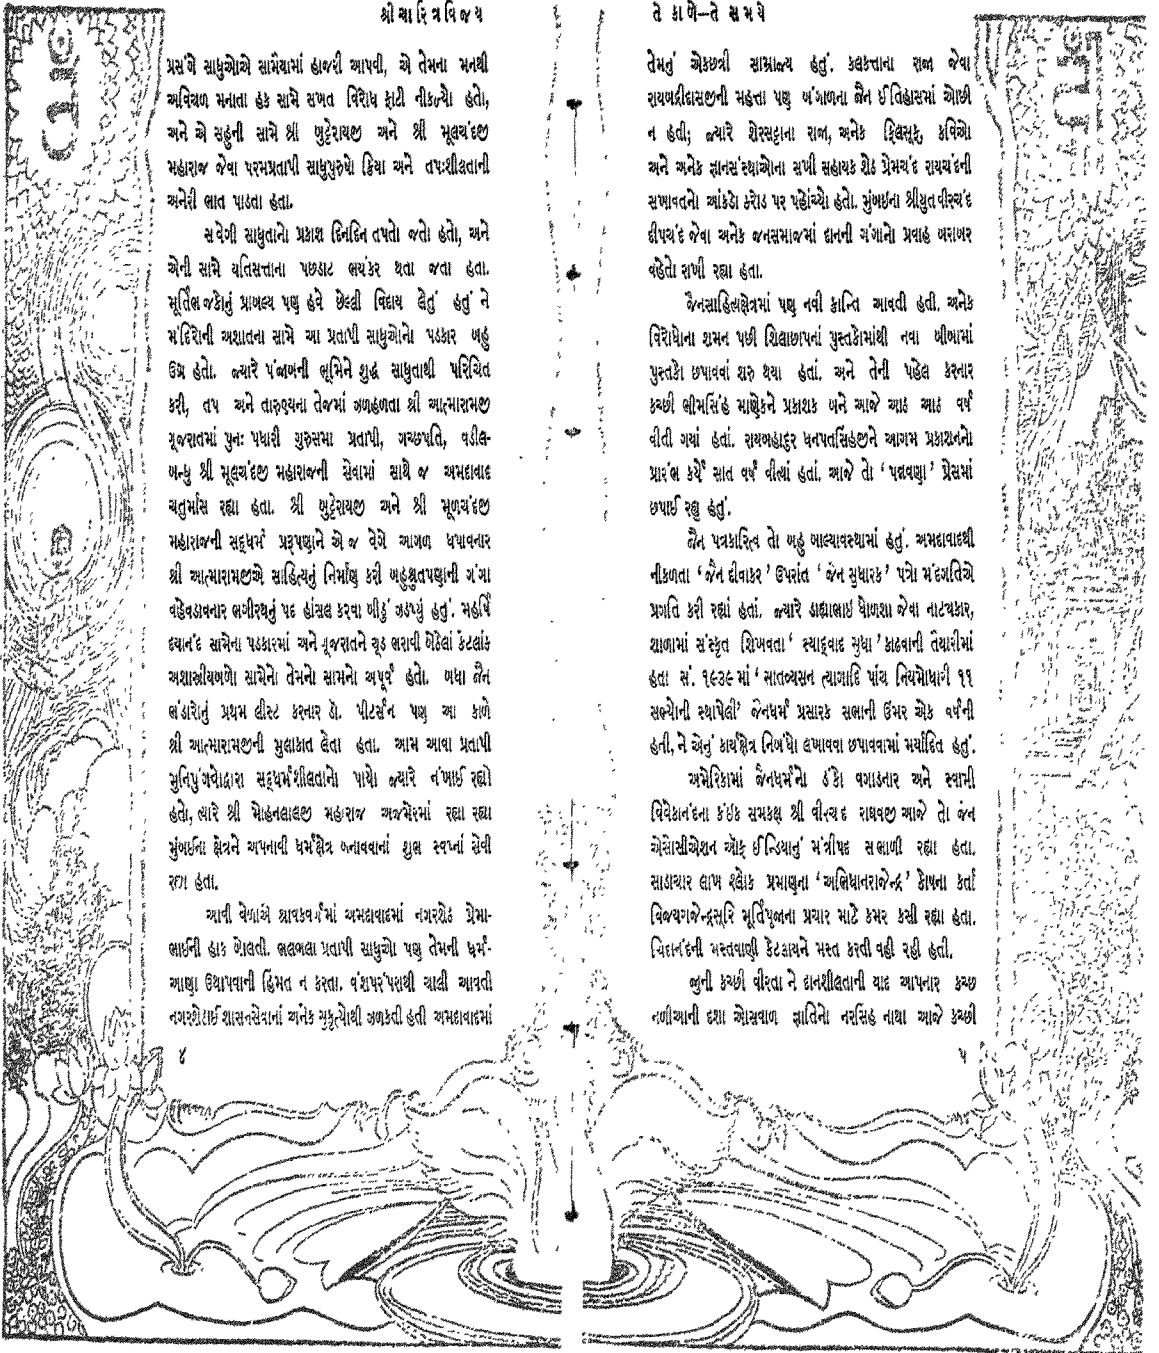 શ્રી ચારિત્રવિજય
પ્રસંગે સાધુઓએ સામૈયામાં હાજરી આપવી, એ તેમના મનથી
અવિચળ મનાતા હક સામે સખત વિરોધ ફાટી નીકળ્યો હતો,
અને એ સહુની સામે શ્રી બુટ્ટેરાયજી અને શ્રી મૂલચંદજી
મહારાજ જેવા પરમપ્રતાપી સાધુપુરુષો ક્રિયા અને તપઃશીલતાની
અનેરી ભાત પાડતા હતા.
સંવેગી સાધુતાનો પ્રકાશ દિનદિન તપતો જતો હતો, અને
એની સામે યતિસત્તાના પછડાટ ભયંકર થતા જતા હતા.
મૂર્તિભંજકોનું પ્રાબલ્ય પણ હવે છેલ્લી વિદાય લેતું હતું ને
મંદિરોની અશાતના સામે આ પ્રતાપી સાધુઓનો પડકાર બહુ
ઉગ્ર હતો. જ્યારે પંજાબની ભૂમિને શુદ્ધ સાધુતાથી પરિચિત
કરી, તપ અને તારુણ્યના તેજમાં ઝળહળતા શ્રી આત્મારામજી
ગૂજરાતમાં પુનઃ પધારી ગુરુસમા પ્રતાપી, ગચ્છપતિ, વડીલ-
બન્ધુ શ્રી મૂલચંદજી મહારાજની સેવામાં સાથે જ અમદાવાદ
ચતુર્માસ રહ્યા હતા. શ્રી બુટ્ટેરાયજી અને શ્રી મૂળચંદજી
મહારાજની સદ્ધર્મ પ્રરૂપણાને એ જ વેગે આગળ ધપાવનાર
શ્રી આત્મારામજીએ સાહિત્યનું નિર્માણ કરી બહુશ્રુતપણાની ગંગા
વહેવડાવનાર ભગીરથનું પદ હાંસલ કરવા બીડું ઝડપ્યું હતું. મહર્ષિ
દયાનંદ સામેના પડકારમાં અને ગૂજરાતને ચૂડ ભરાવી બેઠેલાં કેટલાંક
અશાસ્ત્રીયબળો સામેનો તેમનો સામનો અપૂર્વ હતો. બધા જૈન
ભંડારોનું પ્રથમ લીસ્ટ કરનાર ડૉ. પીટર્સન પણ આ કાળે
શ્રી આત્મારામજીની મુલાકાત લેતા હતા. આમ આવા પ્રતાપી
મુનિપુંગવોદ્વારા સદ્ધર્મશીલતાનો પાયો જ્યારે નંખાઈ રહ્યો
હતો, ત્યારે શ્રી મોહનલાલજી મહારાજ અજમેરમાં રહ્યા રહ્યા
મુંબઈના ક્ષેત્રને અપનાવી ધર્મક્ષેત્ર બનાવવાનાં શુભ સ્વપ્નાં સેવી
રહ્યા હતા.
આવી વેળાએ શ્રાવકવર્ગમાં અમદાવાદમાં નગરશેઠ પ્રેમા-
ભાઈની હાક બોલતી. ભલભલા પ્રતાપી સાધુઓ પણ તેમની ધર્મ-
આણા ઉથાપવાની હિંમત ન કરતા. વંશપરંપરાથી ચાલી આવતી
નગરશેઠાઈ શાસનસેવાનાં અનેક સુકૃત્યોથી ઝળકતી હતી અમદાવાદમાં
૪
તે કાળે–તે સમયે
તેમનું એકછત્રી સામ્રાજ્ય હતું. કલકત્તાના રાજા જેવા
રાયબદ્રીદાસજીની મહત્તા પણ બંગાળના જૈન ઈતિહાસમાં ઓછી
ન હતી; જ્યારે શેરસટ્ટાના રાજા, અનેક ફિલસૂફ, કવિઓ
અને અનેક જ્ઞાનસંસ્થાઓના સખી સહાયક શેઠ પ્રેમચંદ રાયચંદની
સખાવતનો આંકડો કરોડ પર પહોંચ્યો હતો. મુંબઈના શ્રીયુત વીરચંદ
દીપચંદ જેવા અનેક જનસમાજમાં દાનની ગંગાનો પ્રવાહ બરાબર
વહેતો રાખી રહ્યા હતા.
જૈનસાહિત્યક્ષેત્રમાં પણ નવી ક્રાન્તિ આવતી હતી. અનેક
વિરોધોના શમન પછી શિલાછાપનાં પુસ્તકોમાંથી નવા બીબામાં
પુસ્તકો છપાવવાં શરુ થયા હતાં. અને તેની પહેલ કરનાર
કચ્છી ભીમસિંહ માણેકને પ્રકાશક બને આજે આઠ આઠ વર્ષ
વીતી ગયાં હતાં. રાયબહાદુર ધનપતસિંહજીને આગમ પ્રકાશનનો
પ્રારંભ કર્યે સાત વર્ષ વીત્યાં હતાં. આજે તો ‘પન્નવણા’ પ્રેસમાં
છપાઈ રહ્યુ હતું.
જૈન પત્રકારિત્વ તો બહુ બાલ્યાવસ્થામાં હતું. અમદાવાદથી
નીકળતા ‘જૈન દીવાકર’ ઉપરાંત ‘જૈન સુધારક’ પત્રો મંદગતિએ
પ્રગતિ કરી રહ્યાં હતાં. જ્યારે ડાહ્યાભાઇ ધોળશા જેવા નાટ્યકાર,
શાળામાં સંસ્કૃત શિખવતા ‘સ્યાદ્વાદ સુધા’ કાઢવાની તૈયારીમાં
હતા સં. ૧૯૩૯ માં ‘સાતવ્યસન ત્યાગાદિ પાંચ નિયમોધારી ૧૧
સભ્યોની સ્થાપેલી’ જૈનધર્મ પ્રસારક સભાની ઉંમર એક વર્ષની
હતી, ને એનું કાર્યક્ષેત્ર નિબંધો લખાવવા છપાવવામાં મર્યાદિત હતું.
અમેરિકામાં જૈનધર્મનો ડંકો વગાડનાર અને સ્વામી
વિવેકાનંદના કંઈક સમકક્ષ શ્રી વીરચંદ રાઘવજી આજે તો જૈન
એસોસીએશન ઓફ ઈન્ડિયાનું મંત્રીપદ સંભાળી રહ્યા હતા.
સાડાચાર લાખ શ્લોક પ્રમાણના ‘અભિધાનરાજેન્દ્ર’ કોષના કર્તા
વિજયગજેન્દ્રસૂરિ મૂર્તિપૂજાના પ્રચાર માટે કમર કસી રહ્યા હતા.
ચિદાનંદની મસ્તવાણી કેટલાયને મસ્ત કરતી વહી રહી હતી.
જુની કચ્છી વીરતા ને દાનશીલતાની યાદ આપનાર કચ્છ
નળીઆની દશા ઓસવાળ જ્ઞાતિનો નરસિંહ નાથા આજે કચ્છી
૫